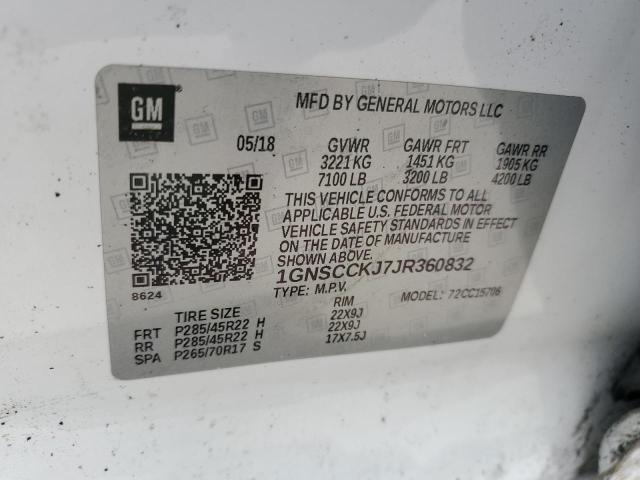 GM
MFD BY GENERAL MOTORS LLC
05/18 GVWR GAWR FRT GAWR RR
3221 KG 1451 KG 1905 KG
7100 LB 3200 LB 4200 LB
THIS VEHICLE CONFORMS TO ALL
APPLICABLE U.S. FEDERAL MOTOR
VEHICLE SAFETY STANDARDS IN EFFECT
ON THE DATE OF MANUFACTURE
SHOWN ABOVE.
1GNSCCKJ7JR360832
8624
TYPE: M.P.V. MODEL: 72CC15706
TIRE SIZE RIM
FRT P285/45R22 H 22X9J
RR P285/45R22 H 22X9J
SPA P265/70R17 S 17X7.5J